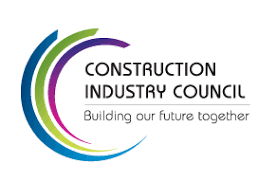 CONSTRUCTION
INDUSTRY COUNCIL
Building our future together